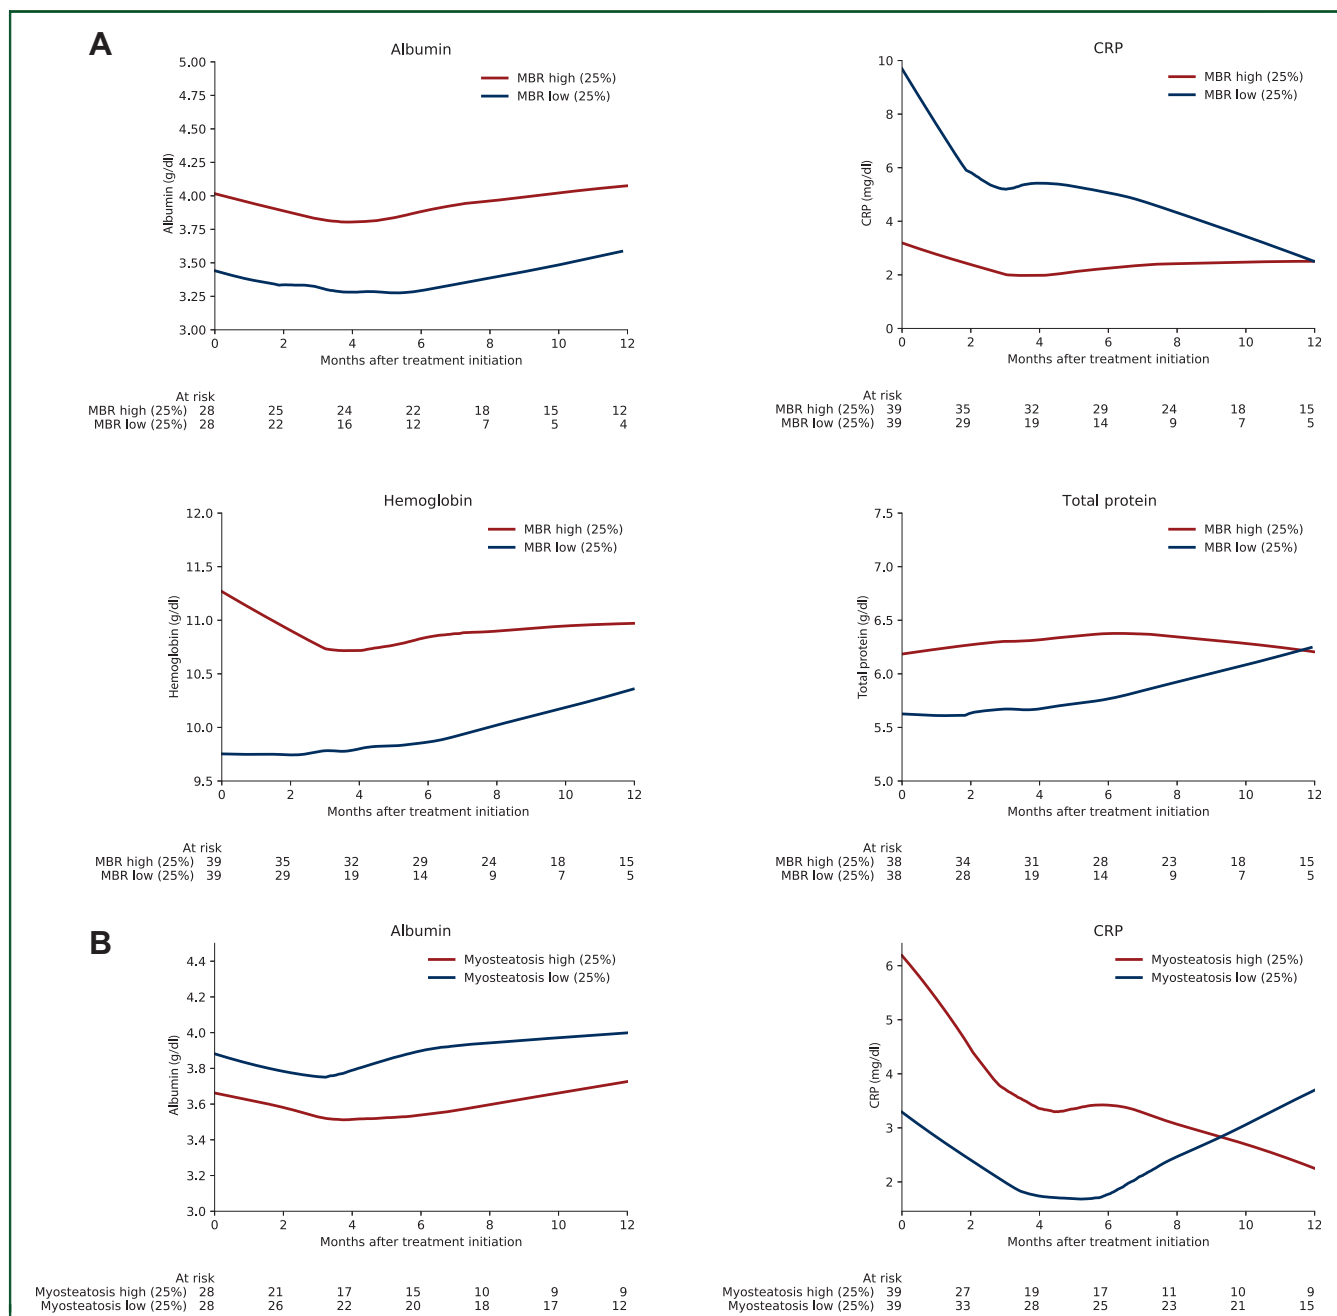 A
Albumin
5.00
4.75
4.50
4.25
4.00
3.75
3.50
3.25
3.00
Albumin (g/dl)
MBR high (25%)
MBR low (25%)
0 2 4 6 8 10 12
Months after treatment initiation
At risk
MBR high (25%) 28 25 24 22 18 15 12
MBR low (25%) 28 22 16 12 7 5 4
CRP
10
8
6
4
2
0
CRP (mg/dl)
MBR high (25%)
MBR low (25%)
0 2 4 6 8 10 12
Months after treatment initiation
At risk
MBR high (25%) 39 35 32 29 24 18 15
MBR low (25%) 39 29 19 14 9 7 5
Hemoglobin
12.0
11.5
11.0
10.5
10.0
9.5
Hemoglobin (g/dl)
MBR high (25%)
MBR low (25%)
0 2 4 6 8 10 12
Months after treatment initiation
At risk
MBR high (25%) 39 35 32 29 24 18 15
MBR low (25%) 39 29 19 14 9 7 5
Total protein
7.5
7.0
6.5
6.0
5.5
5.0
Total protein (g/dl)
MBR high (25%)
MBR low (25%)
0 2 4 6 8 10 12
Months after treatment initiation
At risk
MBR high (25%) 38 34 31 28 23 18 15
MBR low (25%) 38 28 19 14 9 7 5
B
Albumin
4.4
4.2
4.0
3.8
3.6
3.4
3.2
3.0
Albumin (g/dl)
Myosteatosis high (25%)
Myosteatosis low (25%)
0 2 4 6 8 10 12
Months after treatment initiation
At risk
Myosteatosis high (25%) 28 21 17 15 10 9 9
Myosteatosis low (25%) 28 26 22 20 18 17 12
CRP
6
5
4
3
2
CRP (mg/dl)
Myosteatosis high (25%)
Myosteatosis low (25%)
0 2 4 6 8 10 12
Months after treatment initiation
At risk
Myosteatosis high (25%) 39 27 19 17 11 10 9
Myosteatosis low (25%) 39 33 28 25 23 21 15